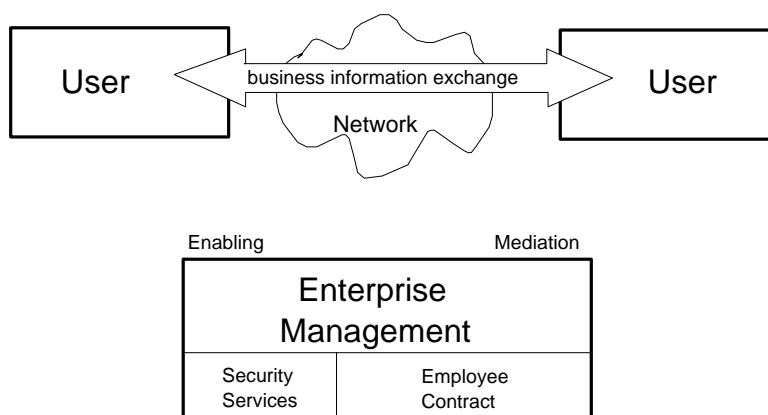 User
business information exchange
User
Network
Enabling
Mediation
Enterprise
Management
Security
Services
Employee
Contract